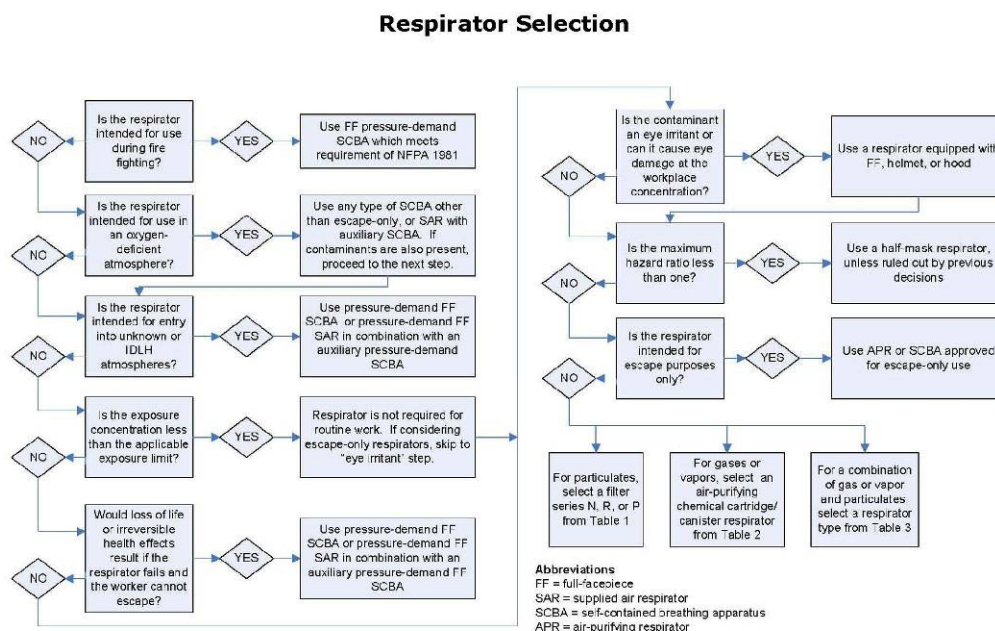 Respirator Selection
Is the respirator
intended for use
during fire
fighting?
NO
YES
Use FF pressure-demand
SCBA which meets
requirement of NFPA 1981
Is the respirator
intended for use in
an oxygen-
deficient
atmosphere?
NO
YES
Use any type of SCBA other
than escape-only, or SAR with
auxiliary SCBA. If
contaminants are also present,
proceed to the next step.
Is the respirator
intended for entry
into unknown or
IDLH
atmospheres?
NO
YES
Use pressure-demand FF
SCBA or pressure-demand FF
SAR in combination with an
auxiliary pressure-demand
SCBA
Is the exposure
concentration less
than the applicable
exposure limit?
NO
YES
Respirator is not required for
routine work. If considering
escape-only respirators, skip to
"eye irritant' step.
Would loss of life
or irreversible
health effects
result if the
respirator fails and
the worker cannot
escape?
NO
YES
Use pressure-demand FF
SCBA or pressure-demand FF
SAR in combination with an
auxiliary pressure-demand FF
SCBA
Is the contaminant
an eye irritant or
can it cause eye
damage at the
workplace
concentration?
NO
YES
Use a respirator equipped with
FF, helmet, or hood
Is the maximum
hazard ratio less
than one?
NO
YES
Use a half-mask respirator,
unless ruled out by previous
decisions
Is the respirator
intended for
escape purposes
only?
NO
YES
Use APR or SCBA approved
for escape-only use
For particulates,
select a filter
series N, R, or P
from Table 1
For gases or
vapors, select an
air-purifying
chemical cartridge/
canister respirator
from Table 2
For a combination
of gas or vapor
and particulates
select a respirator
type from Table 3
Abbreviations
FF = full-facepiece
SAR = supplied air respirator
SCBA = self-contained breathing apparatus
APR = air-purifying respirator